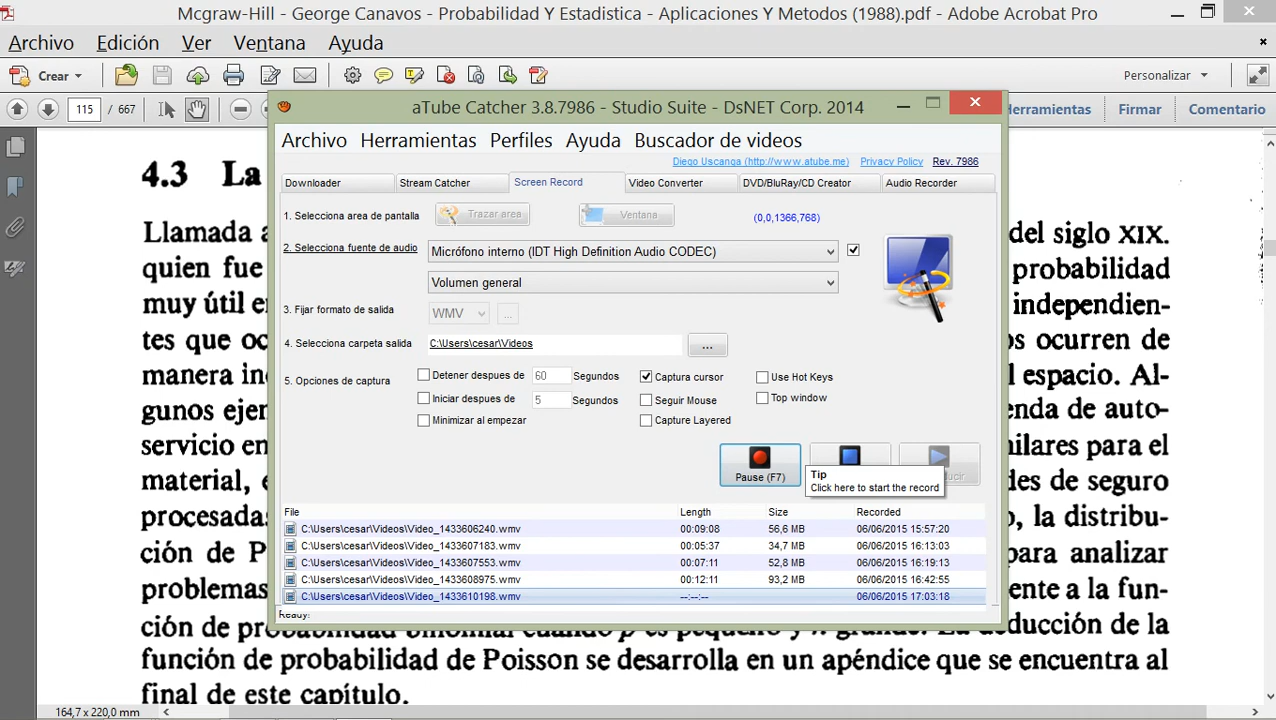 Mcgraw-Hill - George Canavos - Probabilidad Y Estadistica - Aplicaciones Y Metodos (1988).pdf - Adobe Acrobat Pro
Archivo Edición Ver Ventana Ayuda
Crear Personalizar
115 / 667 Herramientas Firmar Comentario
aTube Catcher 3.8.7986 - Studio Suite - DsNET Corp. 2014
Archivo Herramientas Perfiles Ayuda Buscador de videos
Diego Uscanga (http://www.atube.me) Privacy Policy Rev. 7986
Downloader Stream Catcher Screen Record Video Converter DVD/BluRay/CD Creator Audio Recorder
1. Selecciona area de pantalla Trazar area Ventana (0,0,1366,768)
2. Selecciona fuente de audio Micrófono interno (IDT High Definition Audio CODEC)
Volumen general
3. Fijar formato de salida WMV ...
4. Selecciona carpeta salida C:\Users\cesar\Videos ...
5. Opciones de captura Detener despues de 60 Segundos Captura cursor Use Hot Keys
Iniciar despues de 5 Segundos Seguir Mouse Top window
Minimizar al empezar Capture Layered
Pause (F7)
Tip
Click here to start the record
File Length Size Recorded
C:\Users\cesar\Videos\Video_1433606240.wmv 00:09:08 56,6 MB 06/06/2015 15:57:20
C:\Users\cesar\Videos\Video_1433607183.wmv 00:05:37 34,7 MB 06/06/2015 16:13:03
C:\Users\cesar\Videos\Video_1433607553.wmv 00:07:11 52,8 MB 06/06/2015 16:19:13
C:\Users\cesar\Videos\Video_1433608975.wmv 00:12:11 93,2 MB 06/06/2015 16:42:55
C:\Users\cesar\Videos\Video_1433610198.wmv --:--:-- 06/06/2015 17:03:18
Ready:
4.3 La
Llamada a del siglo XIX.
quien fue probabilidad
muy útil e independien-
tes que oc os ocurren de
manera in l espacio. Al-
gunos ejer enda de auto-
servicio en milares para el
material, des de seguro
procesada o, la distribu-
ción de P para analizar
problemas ente a la fun-
ción de probabilidad binomial cuando p es pequeño y n grande. La deducción de la
función de probabilidad de Poisson se desarrolla en un apéndice que se encuentra al
final de este capítulo.
164,7 x 220,0 mm